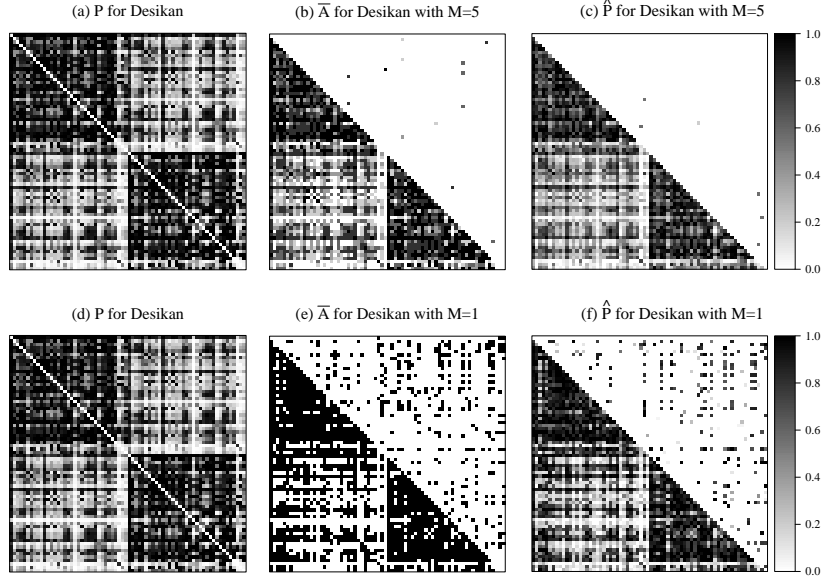 (a) P for Desikan
(b) A̅ for Desikan with M=5
(c) P̂ for Desikan with M=5
1.0
0.8
0.6
0.4
0.2
0.0
(d) P for Desikan
(e) A̅ for Desikan with M=1
(f) P̂ for Desikan with M=1
1.0
0.8
0.6
0.4
0.2
0.0